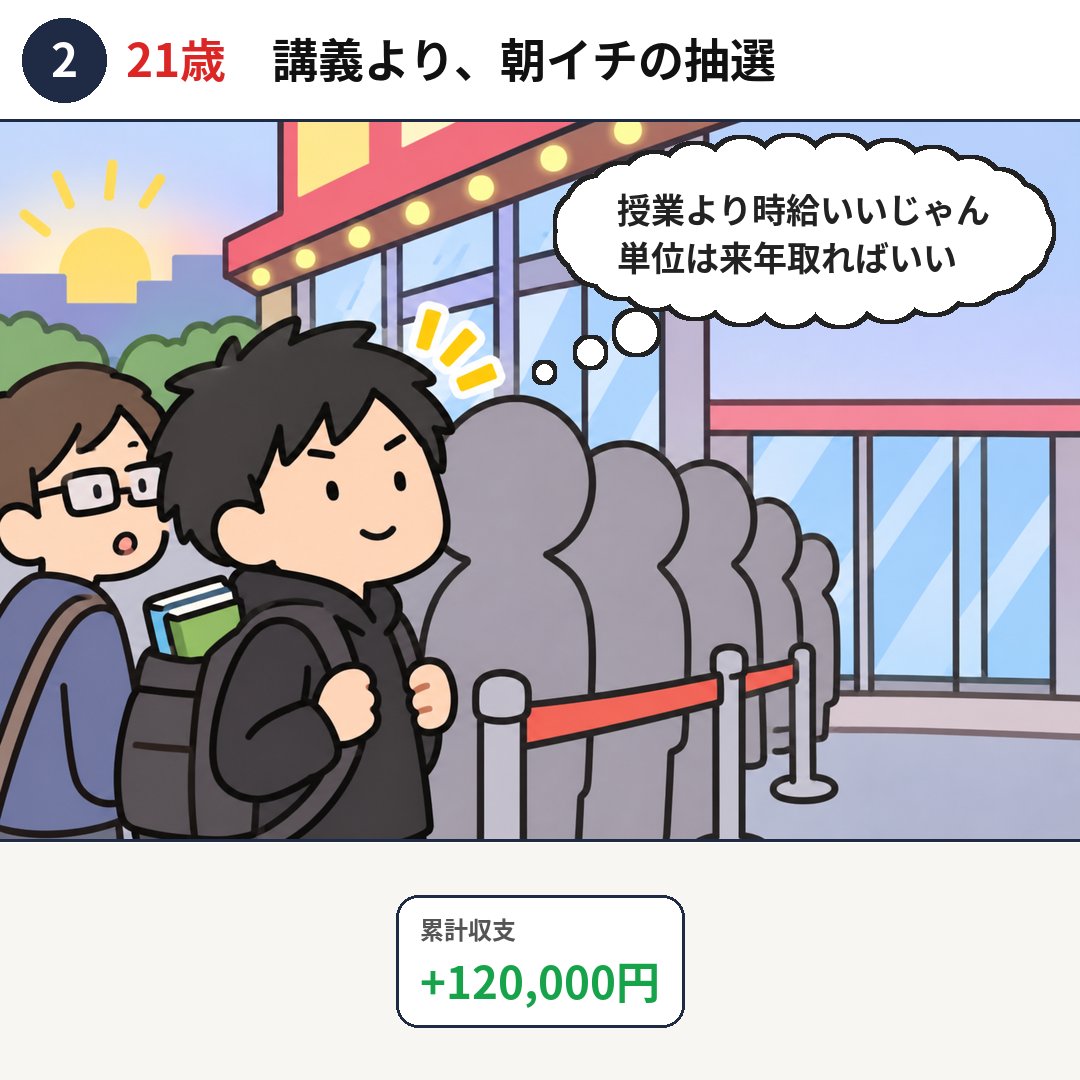 2 21歳 講義より、朝イチの抽選
授業より時給いいじゃん
単位は来年取ればいい
累計収支
+120,000円